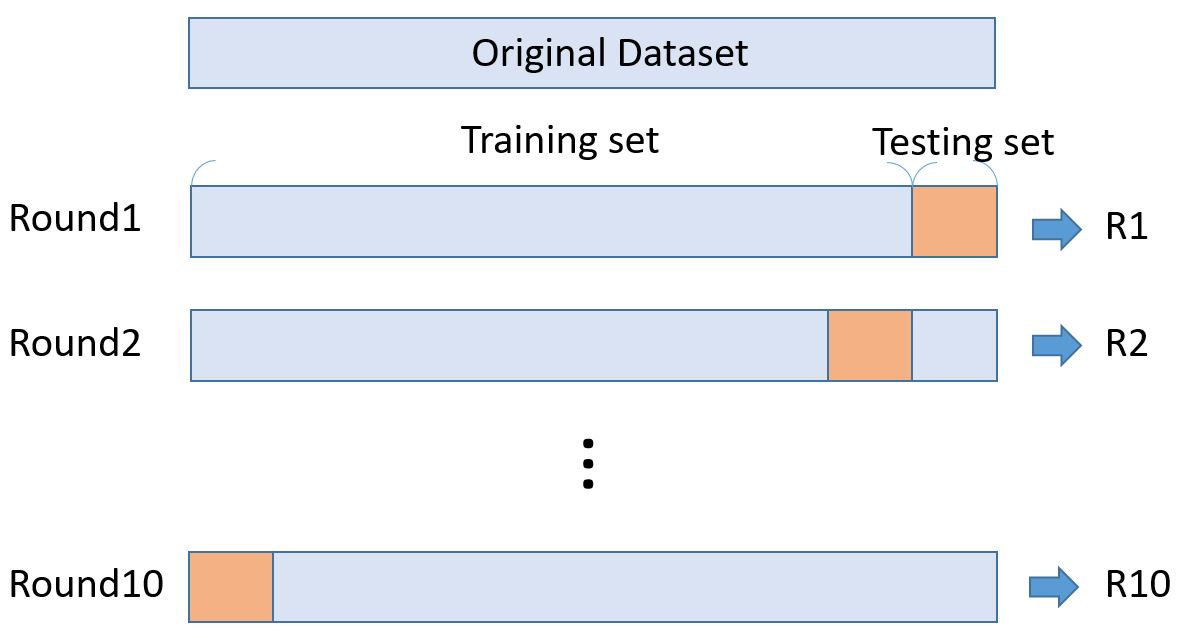 Original Dataset
Training set
Testing set
Round1
R1
Round2
R2
Round10
R10